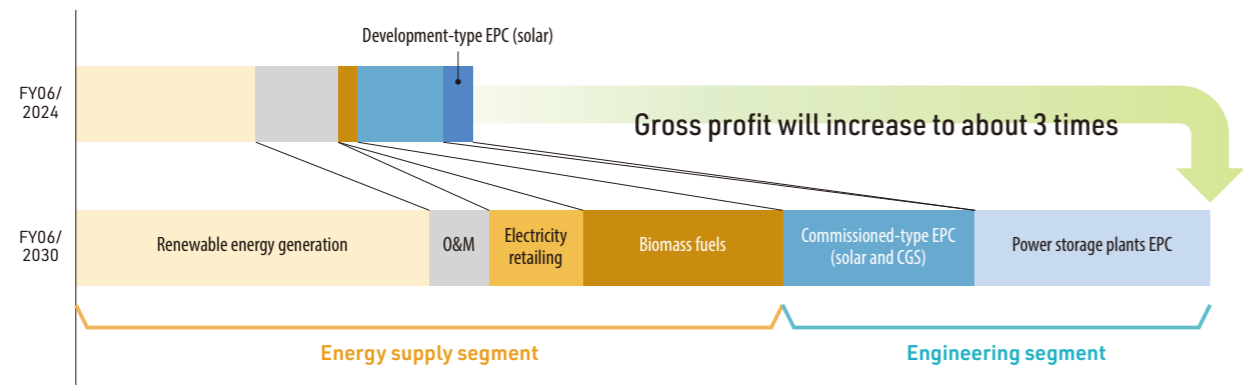 Development-type EPC (solar)
FY06/
2024
Gross profit will increase to about 3 times
FY06/
2030
Renewable energy generation
O&M
Electricity
retailing
Biomass fuels
Commissioned-type EPC
(solar and CGS)
Power storage plants EPC
Energy supply segment
Engineering segment